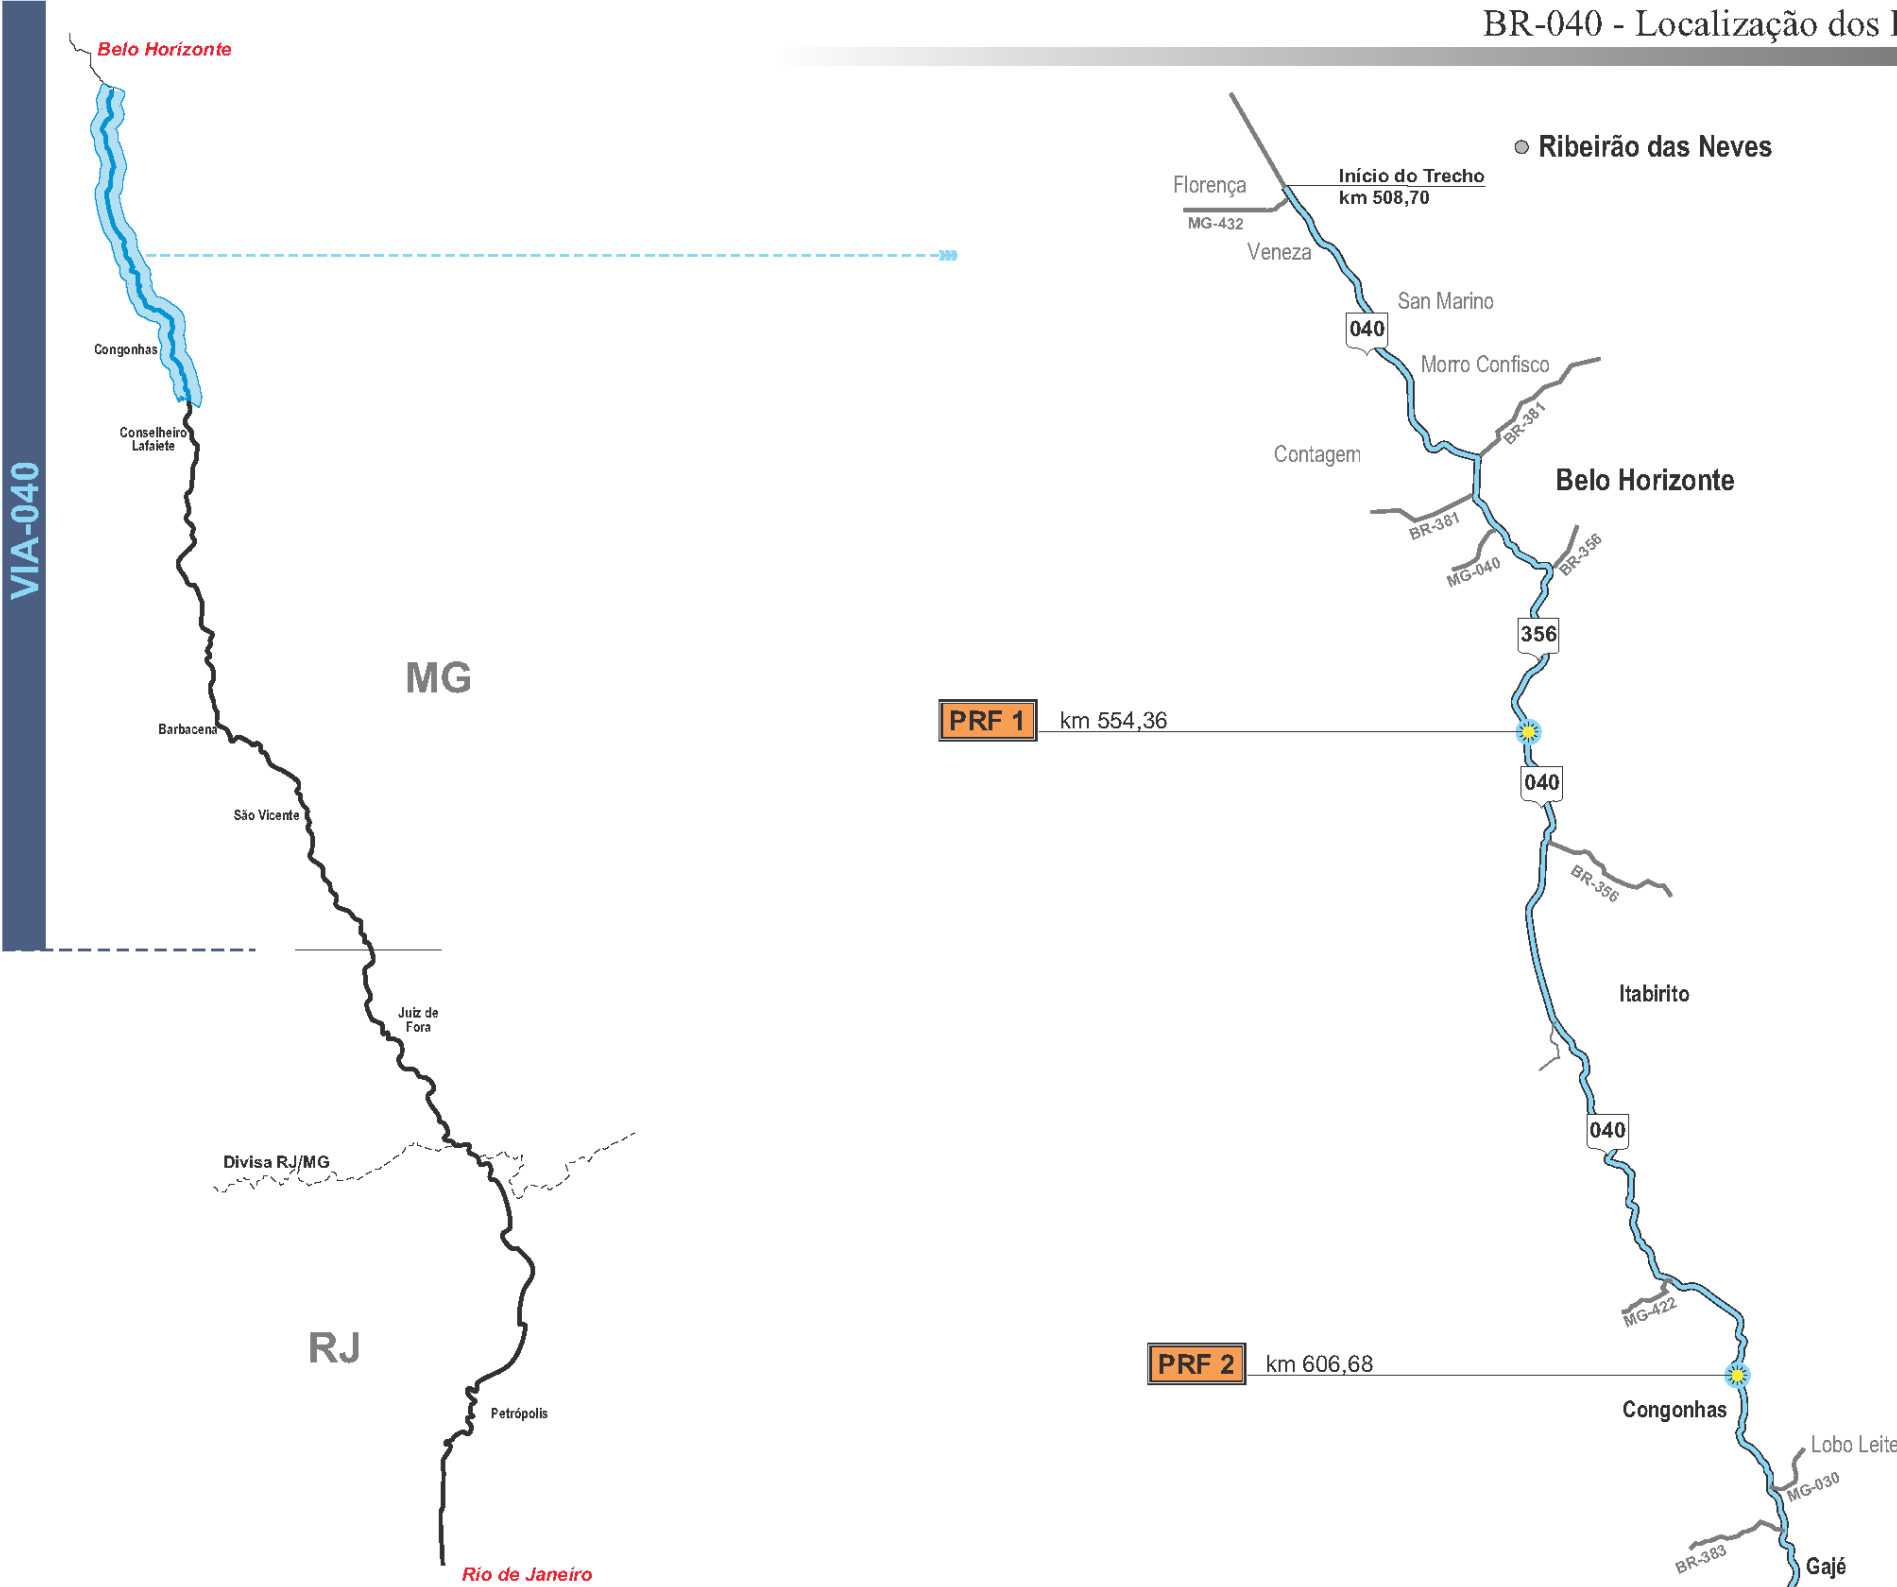 BR-040 - Localização dos
VIA-040
Belo Horizonte
Congonhas
Conselheiro
Lafaiete
MG
Barbacena
São Vicente
Juiz de
Fora
Divisa RJ/MG
RJ
Petrópolis
Rio de Janeiro
Ribeirão das Neves
Início do Trecho
km 508,70
Florença
MG-432
Veneza
San Marino
040
Morro Confisco
BR-381
Contagem
Belo Horizonte
BR-381
MG-040
BR-356
356
PRF 1
km 554,36
040
BR-356
Itabirito
040
MG-422
PRF 2
km 606,68
Congonhas
Lobo Leite
MG-030
BR-383
Gajé